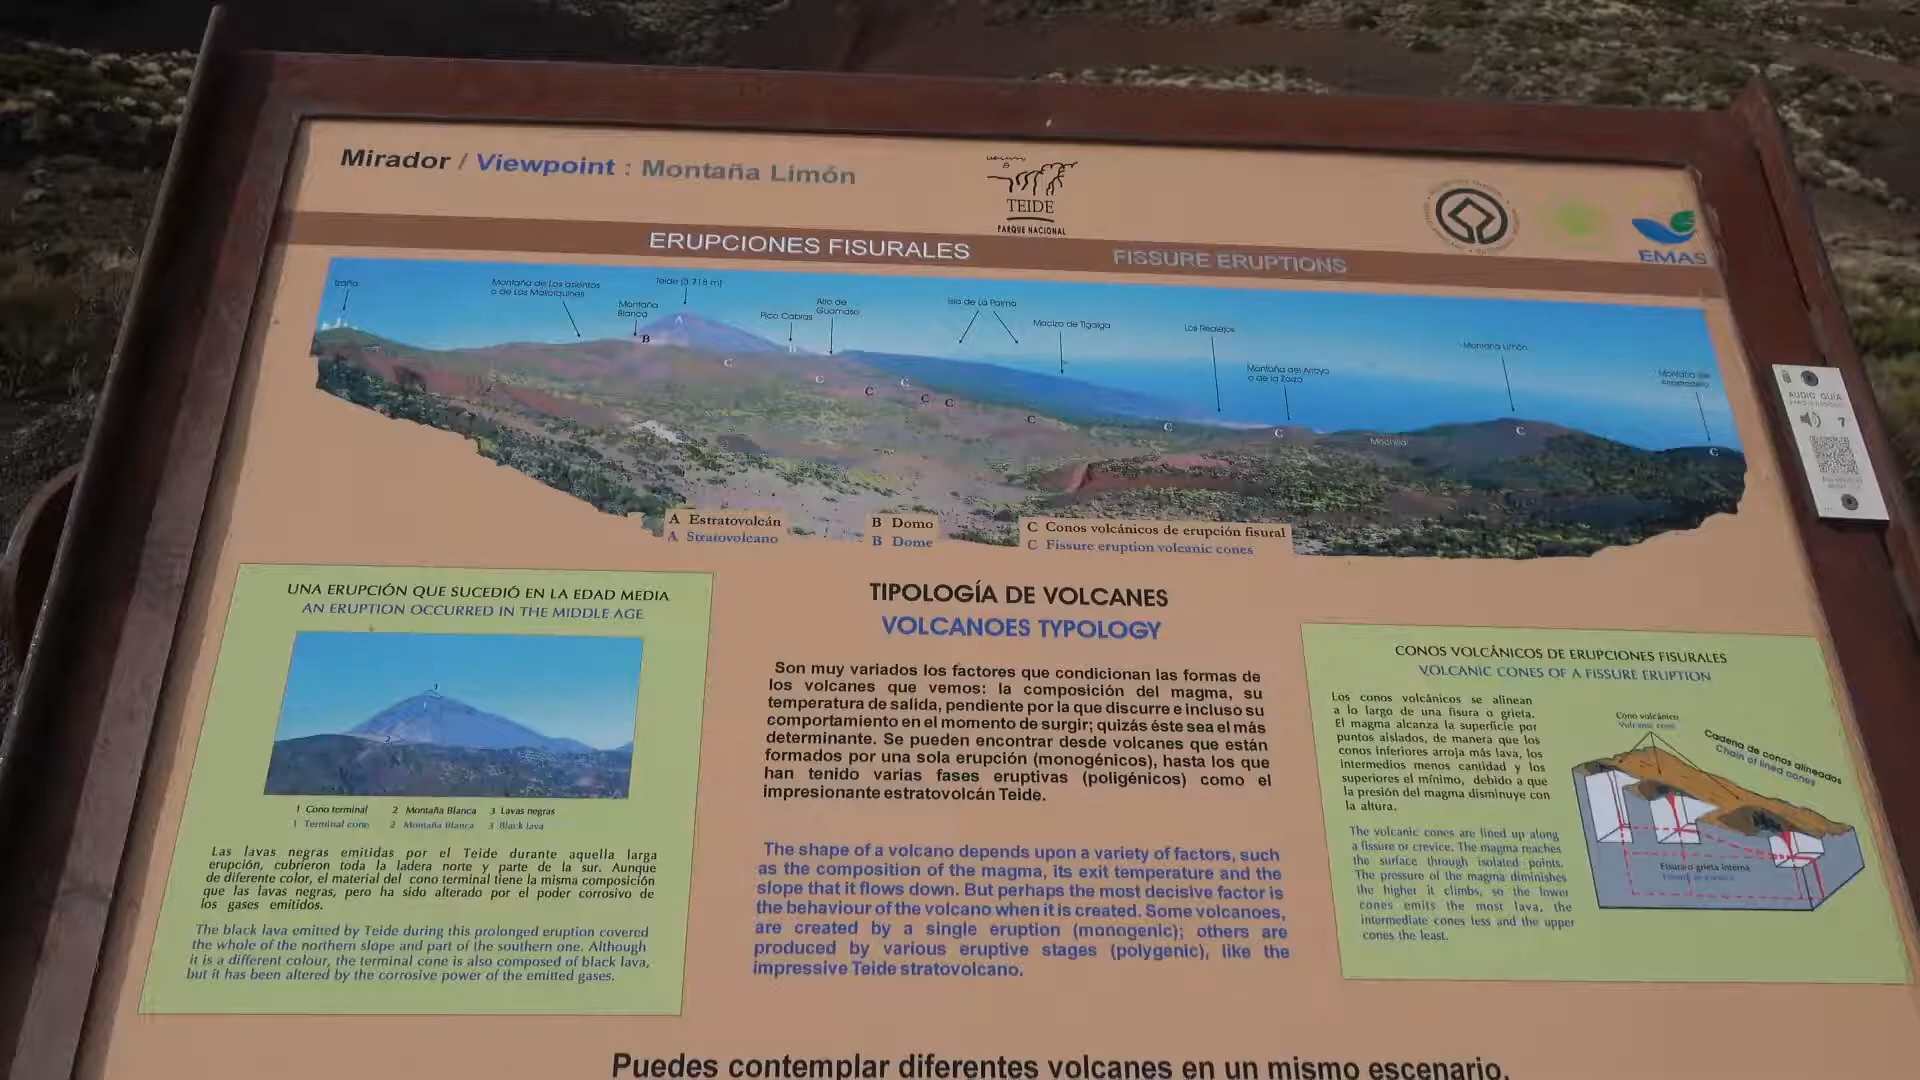 Mirador / Viewpoint : Montaña Limón
TEIDE
PARQUE NACIONAL
EMAS
ERUPCIONES FISURALES
FISSURE ERUPTIONS
Izaña
Montaña de Los asientos
o de Los Mallorquines
Montaña
Blanca
Teide (3.718 m)
Pico Cabras
Alto de
Guamaso
Isla de La Palma
Macizo de Tigaiga
Los Realejos
Montaña del Arroyo
o de la Zarza
Montaña Limón
A
B
B
C
C
C
C
C
C
C
C
C
C
C
A Estratovolcán
A Stratovolcano
B Domo
B Dome
C Conos volcánicos de erupción fisural
C Fissure eruption volcanic cones
AUDIO GUIA
7
UNA ERUPCIÓN QUE SUCEDIÓ EN LA EDAD MEDIA
AN ERUPTION OCCURRED IN THE MIDDLE AGE
1
2
1 Cono terminal 2 Montaña Blanca 3 Lavas negras
1 Terminal cone 2 Montaña Blanca 3 Black lava
Las lavas negras emitidas por el Teide durante aquella larga
erupción, cubrieron toda la ladera norte y parte de la sur. Aunque
de diferente color, el material del cono terminal tiene la misma composición
que las lavas negras, pero ha sido alterado por el poder corrosivo de
los gases emitidos.
The black lava emitted by Teide during this prolonged eruption covered
the whole of the northern slope and part of the southern one. Although
it is a different colour, the terminal cone is also composed of black lava,
but it has been altered by the corrosive power of the emitted gases.
TIPOLOGÍA DE VOLCANES
VOLCANOES TYPOLOGY
Son muy variados los factores que condicionan las formas de
los volcanes que vemos: la composición del magma, su
temperatura de salida, pendiente por la que discurre e incluso su
comportamiento en el momento de surgir; quizás éste sea el más
determinante. Se pueden encontrar desde volcanes que están
formados por una sola erupción (monogénicos), hasta los que
han tenido varias fases eruptivas (poligénicos) como el
impresionante estratovolcán Teide.
The shape of a volcano depends upon a variety of factors, such
as the composition of the magma, its exit temperature and the
slope that it flows down. But perhaps the most decisive factor is
the behaviour of the volcano when it is created. Some volcanoes,
are created by a single eruption (monogenic); others are
produced by various eruptive stages (polygenic), like the
impressive Teide stratovolcano.
CONOS VOLCÁNICOS DE ERUPCIONES FISURALES
VOLCANIC CONES OF A FISSURE ERUPTION
Los conos volcánicos se alinean
a lo largo de una fisura o grieta.
El magma alcanza la superficie por
puntos aislados, de manera que los
conos inferiores arroja más lava, los
intermedios menos cantidad y los
superiores el mínimo, debido a que
la presión del magma disminuye con
la altura.
The volcanic cones are lined up along
a fissure or crevice. The magma reaches
the surface through isolated points.
The pressure of the magma diminishes
the higher it climbs, so the lower
cones emits the most lava, the
intermediate cones less and the upper
cones the least.
Cono volcánico
Volcanic cone
Cadena de conos alineados
Chain of lined cones
Fisura o grieta interna
Puedes contemplar diferentes volcanes en un mismo escenario.